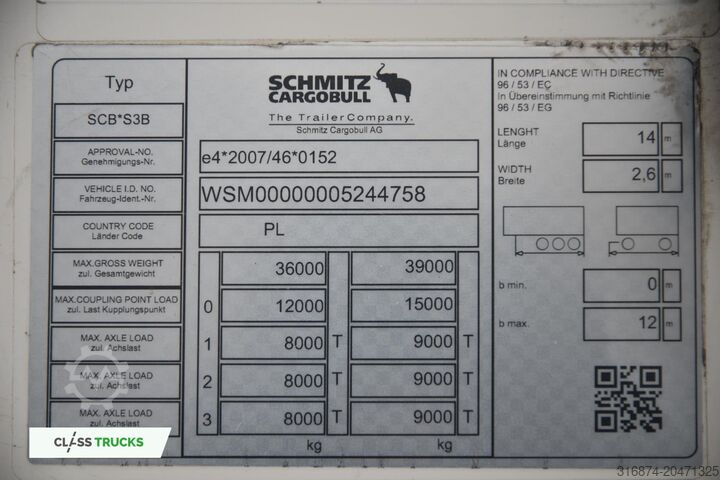 Typ
SCB*S3B
SCHMITZ
CARGOBULL
The TrailerCompany.
Schmitz Cargobull AG
IN COMPLIANCE WITH DIRECTIVE
96 / 53 / EC
In Übereinstimmung mit Richtlinie
96 / 53 / EG
APPROVAL-NO.
Genehmigungs-Nr.
e4*2007/46*0152
VEHICLE I.D. NO.
Fahrzeug-Ident.-Nr.
WSM00000005244758
COUNTRY CODE
Länder Code
PL
LENGHT
Länge
14 m
WIDTH
Breite
2,6 m
MAX.GROSS WEIGHT
zul. Gesamtgewicht
36000 39000
MAX.COUPLING POINT LOAD
zul. Last Kupplungspunkt
0 12000 15000
MAX. AXLE LOAD
zul. Achslast
1 8000 T 9000 T
MAX. AXLE LOAD
zul. Achslast
2 8000 T 9000 T
MAX. AXLE LOAD
zul. Achslast
3 8000 T 9000 T
kg kg
b min. 0 m
b max. 12 m
CLASS TRUCKS
316874-20471325